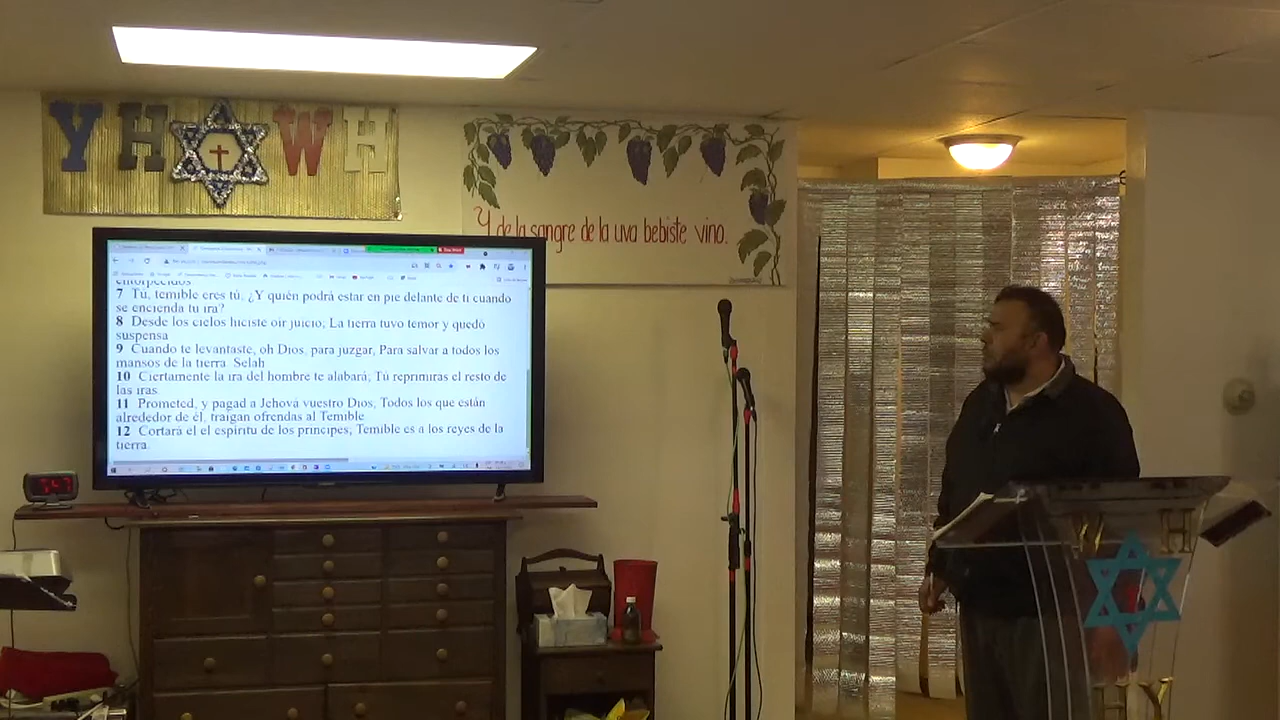 YH WH
Y de la sangre de la uva bebiste vino.
entorpecidos
7 Tú, temible eres tú; ¿Y quién podrá estar en pie delante de ti cuando
se encienda tu ira?
8 Desde los cielos hiciste oir juicio; La tierra tuvo temor y quedó
suspensa
9 Cuando te levantaste, oh Dios, para juzgar, Para salvar a todos los
mansos de la tierra. Selah
10 Ciertamente la ira del hombre te alabará; Tú reprimirás el resto de
las iras.
11 Prometed, y pagad a Jehová vuestro Dios; Todos los que están
alrededor de él, traigan ofrendas al Temible.
12 Cortará él el espíritu de los príncipes; Temible es a los reyes de la
tierra.
W H
H Y